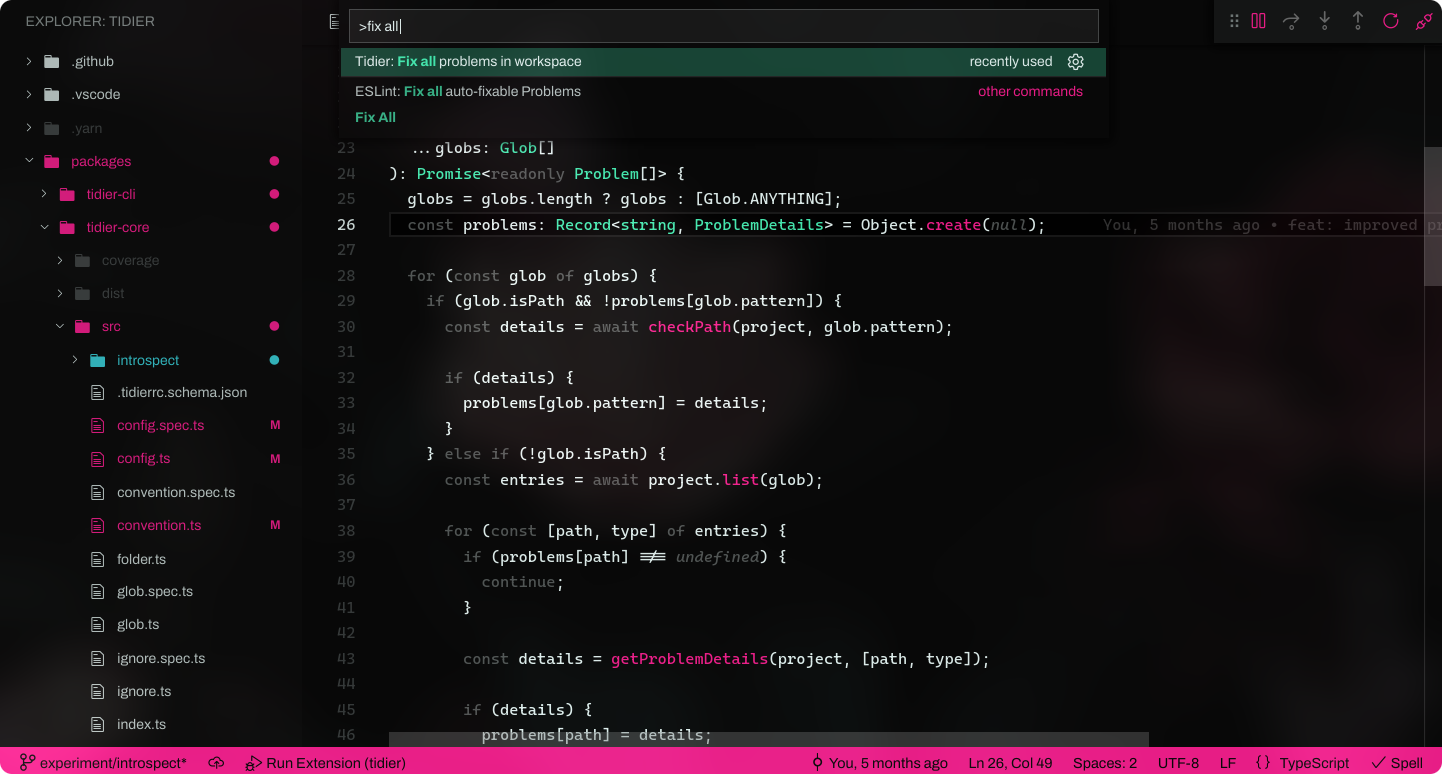 EXPLORER: TIDIER
.github
.vscode
.yarn
packages
tidier-cli
tidier-core
coverage
dist
src
introspect
.tidierrc.schema.json
config.spec.ts M
config.ts M
convention.spec.ts
convention.ts M
folder.ts
glob.spec.ts
glob.ts
ignore.spec.ts
ignore.ts
index.ts
>fix all
Tidier: Fix all problems in workspace recently used
ESLint: Fix all auto-fixable Problems other commands
Fix All
23 ...globs: Glob[]
24 ): Promise<readonly Problem[]> {
25 globs = globs.length ? globs : [Glob.ANYTHING];
26 const problems: Record<string, ProblemDetails> = Object.create(null); You, 5 months ago • feat: improved pr
27
28 for (const glob of globs) {
29 if (glob.isPath && !problems[glob.pattern]) {
30 const details = await checkPath(project, glob.pattern);
31
32 if (details) {
33 problems[glob.pattern] = details;
34 }
35 } else if (!glob.isPath) {
36 const entries = await project.list(glob);
37
38 for (const [path, type] of entries) {
39 if (problems[path] !== undefined) {
40 continue;
41 }
42
43 const details = getProblemDetails(project, [path, type]);
44
45 if (details) {
46 problems[path] = details;
experiment/introspect* Run Extension (tidier) You, 5 months ago Ln 26, Col 49 Spaces: 2 UTF-8 LF {} TypeScript Spell